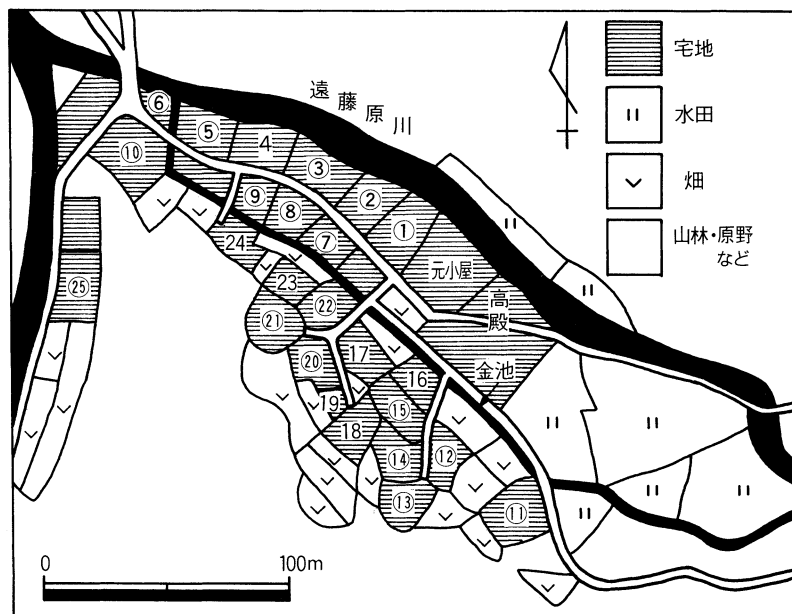 遠藤原川
宅地
水田
畑
山林・原野
など
⑥
⑤
4
③
②
①
⑩
⑨
⑧
⑦
元小屋
高殿
金池
24
23
㉒
㉑
⑳
17
16
19
⑮
18
⑭
⑫
⑬
⑪
㉕
0
100m